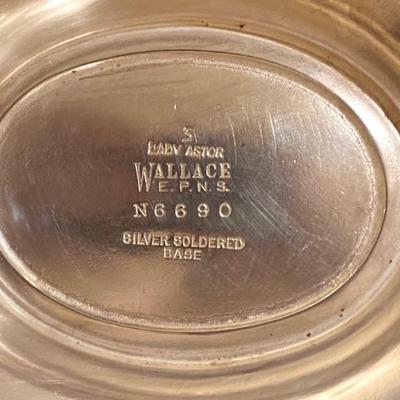 LADY ASTOR
WALLACE
E.P.N.S.
N6690
SILVER SOLDERED
BASE